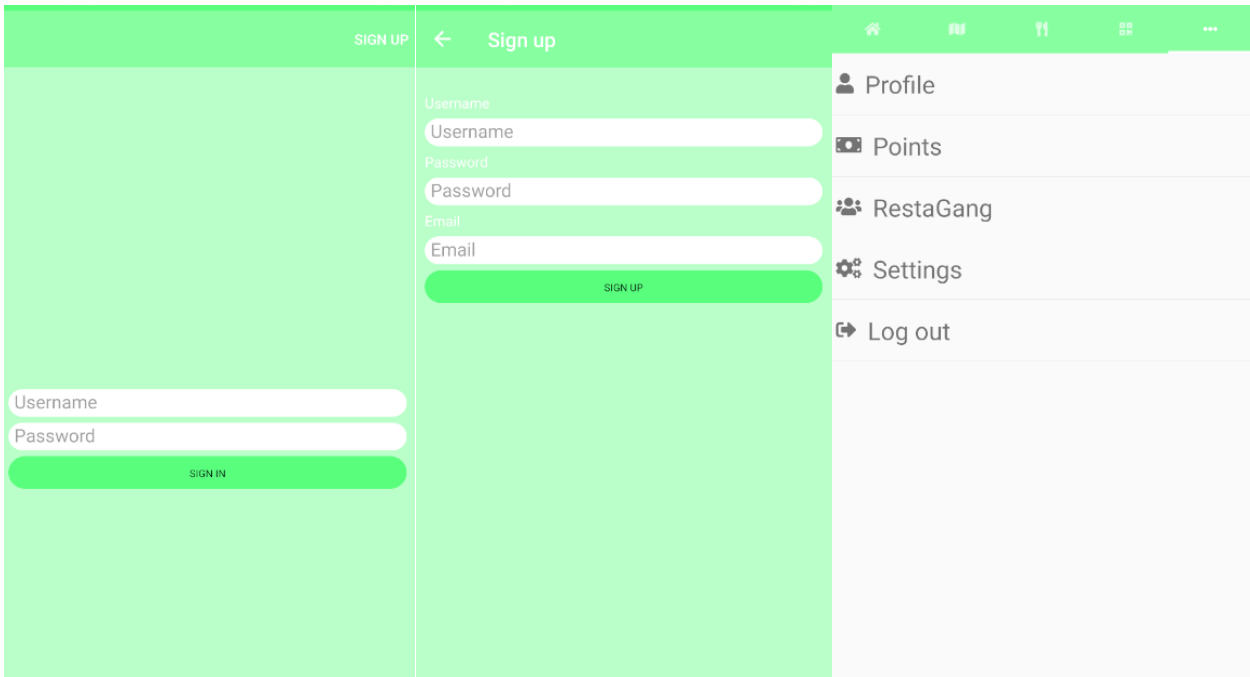 SIGN UP
Username
Password
SIGN IN
Sign up
Username
Username
Password
Password
Email
Email
SIGN UP
Profile
Points
RestaGang
Settings
Log out